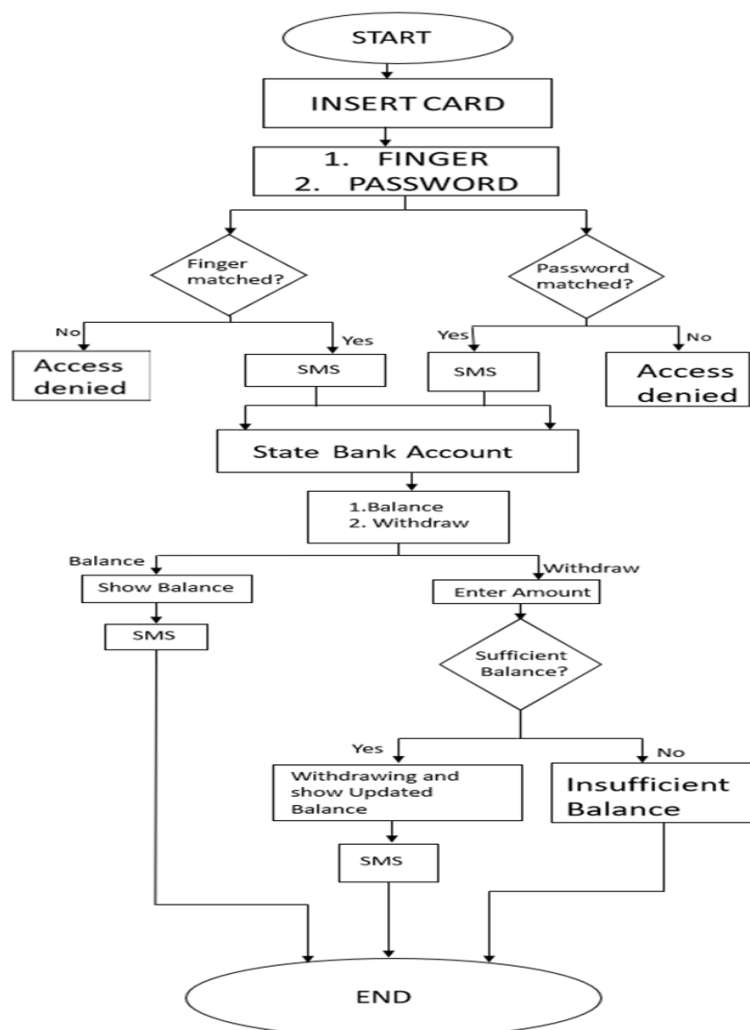 START
INSERT CARD
1. FINGER
2. PASSWORD
Finger
matched?
Password
matched?
No
Yes
Yes
No
Access
denied
SMS
SMS
Access
denied
State Bank Account
1.Balance
2. Withdraw
Balance
Withdraw
Show Balance
Enter Amount
SMS
Sufficient
Balance?
Yes
No
Withdrawing and
show Updated
Balance
Insufficient
Balance
SMS
END